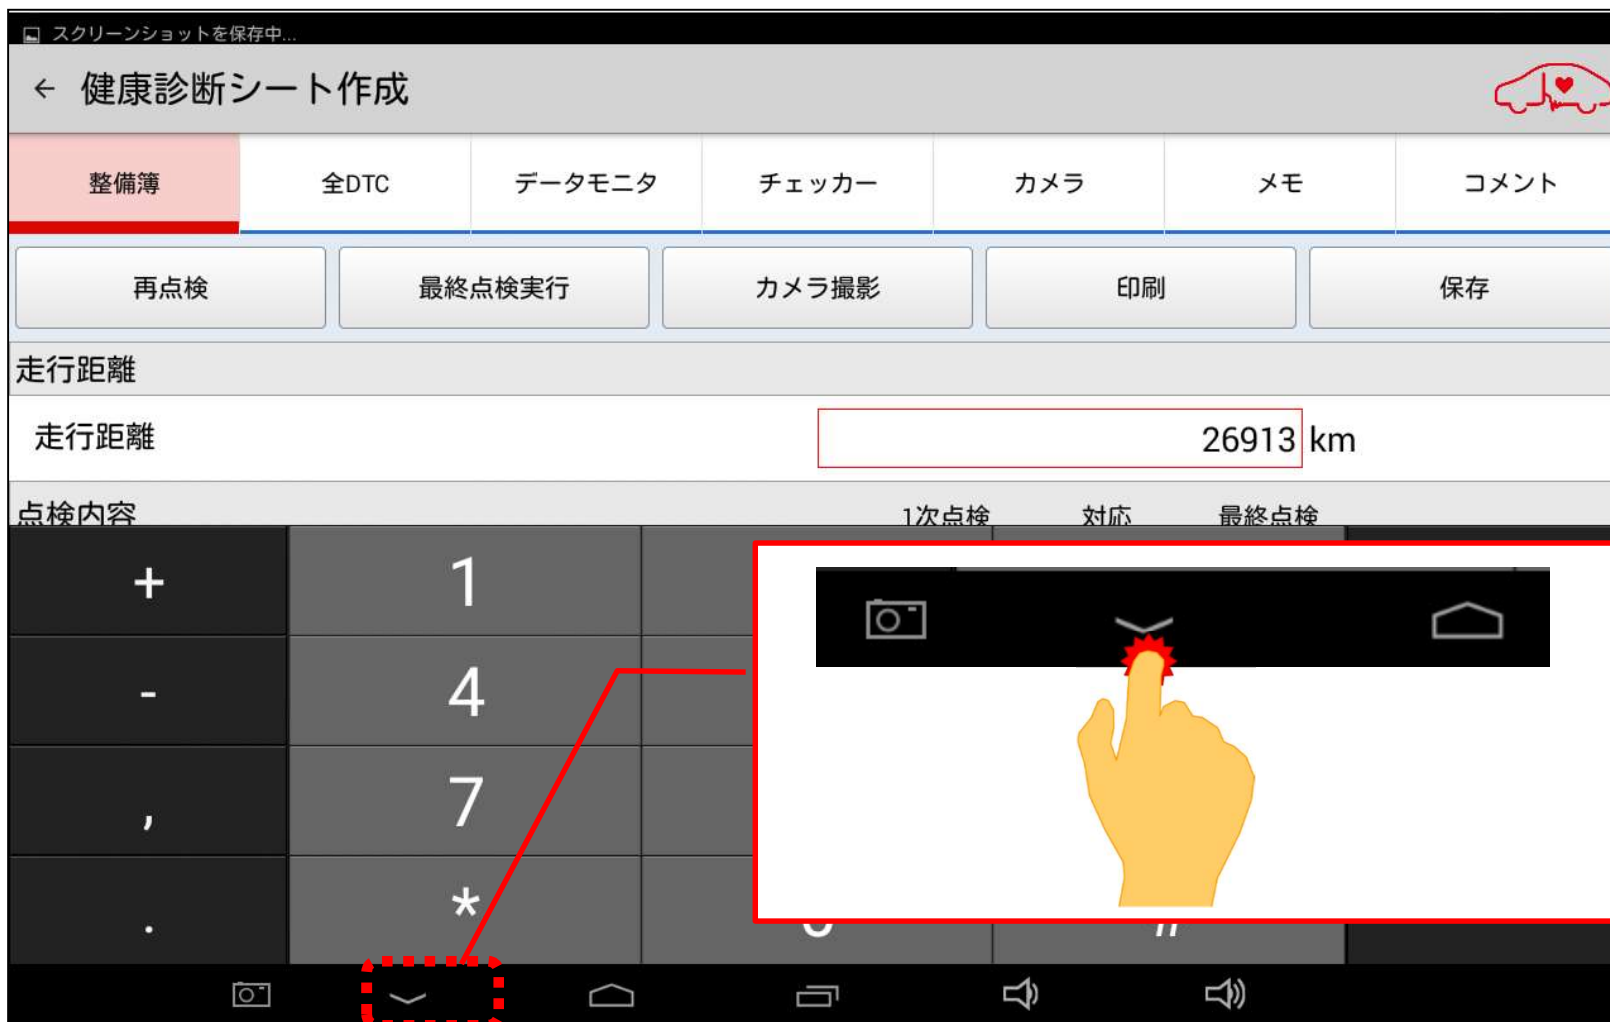 スクリーンショットを保存中...
← 健康診断シート作成
整備簿 全DTC データモニタ チェッカー カメラ メモ コメント
再点検 最終点検実行 カメラ撮影 印刷 保存
走行距離
走行距離 26913 km
点検内容 1次点検 対応 最終点検
+ 1
- 4
, 7
. * #